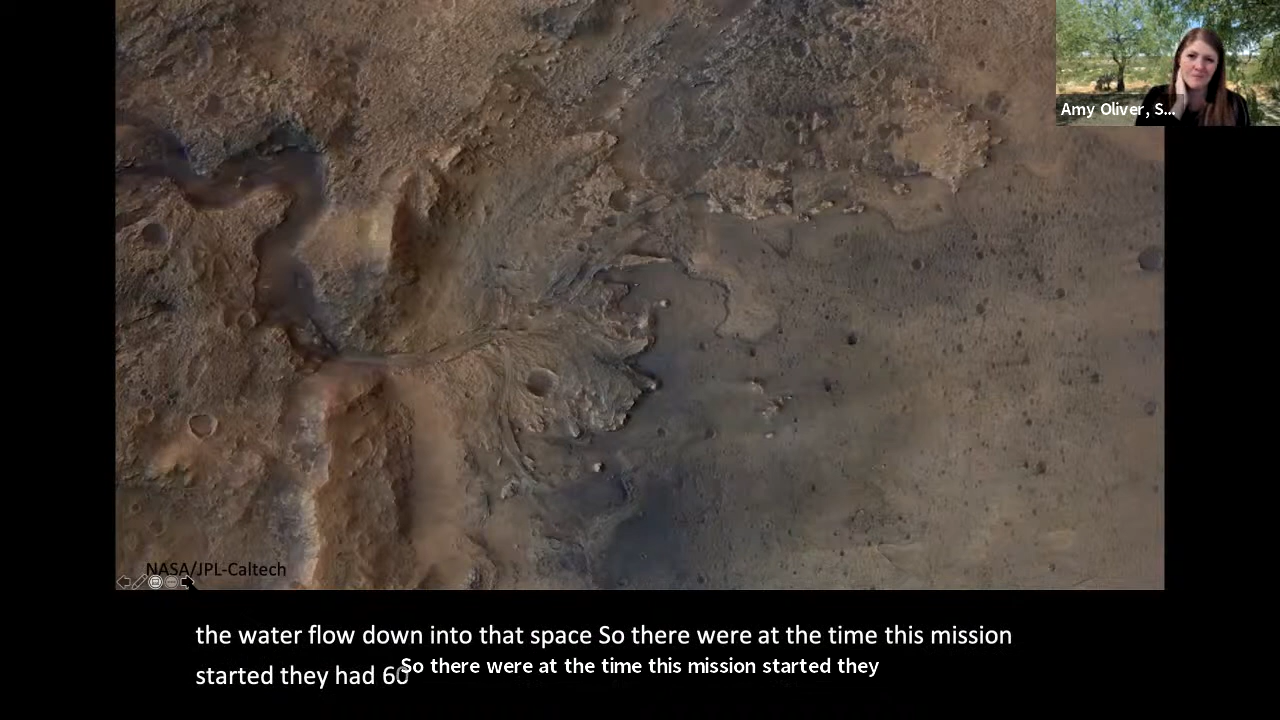 Amy Oliver, S...
NASA/JPL-Caltech
the water flow down into that space So there were at the time this mission
started they had 60
So there were at the time this mission started they